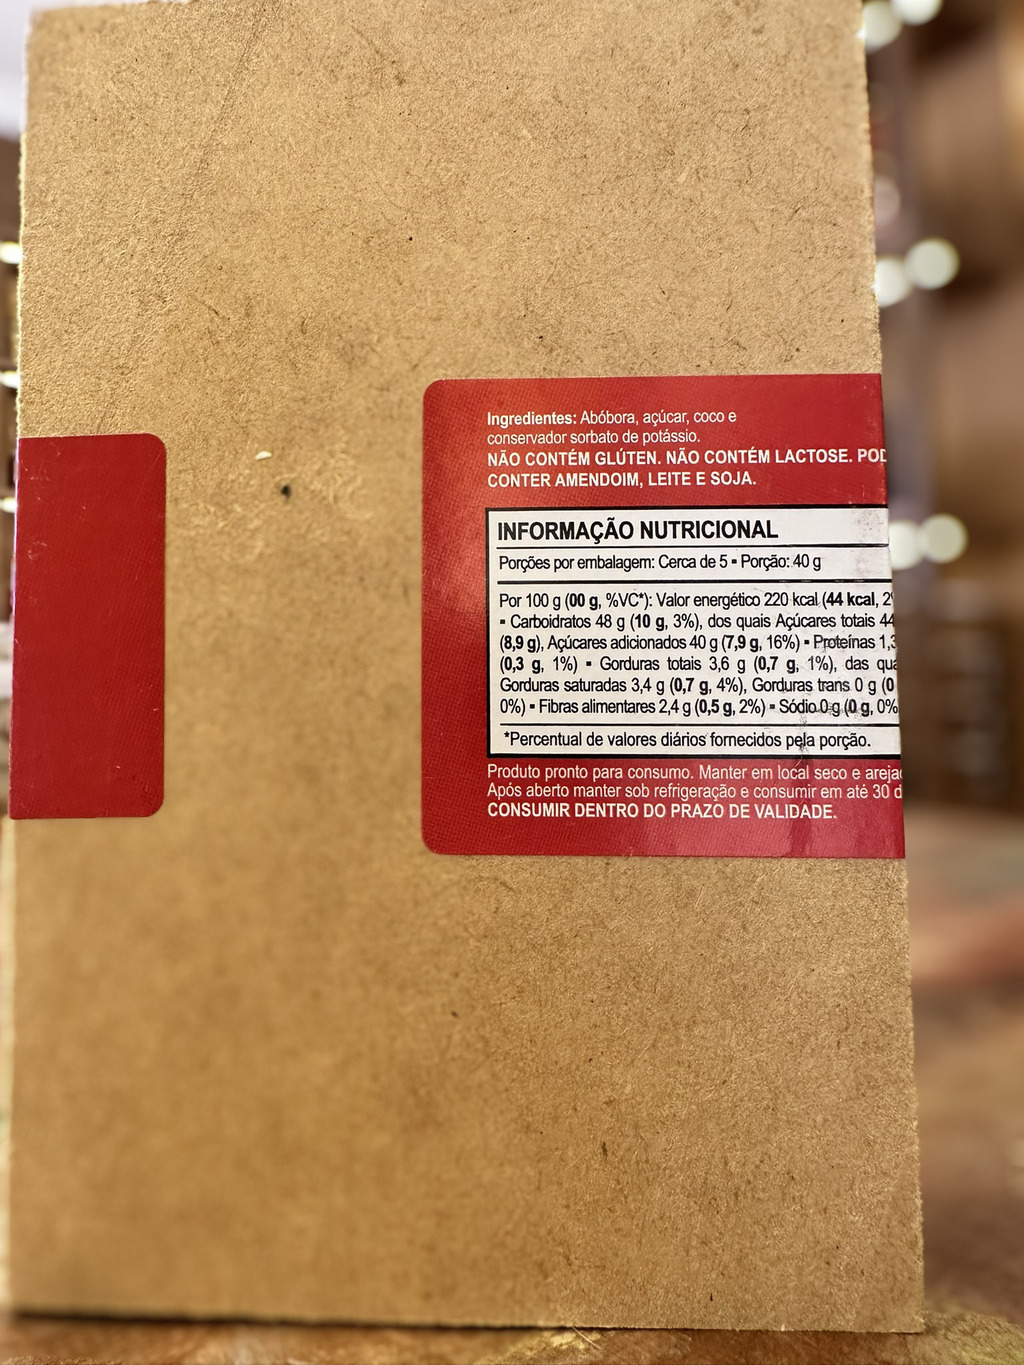 Ingredientes: Abóbora, açúcar, coco e
conservador sorbato de potássio.
NÃO CONTÉM GLÚTEN. NÃO CONTÉM LACTOSE.
CONTER AMENDOIM, LEITE E SOJA.
INFORMAÇÃO NUTRICIONAL
Porções por embalagem: Cerca de 5 ▪ Porção: 40 g
Por 100 g (00 g, %VC*): Valor energético 220 kcal (44 kcal,
▪ Carboidratos 48 g (10 g, 3%), dos quais Açúcares totais 44
(8,9 g), Açúcares adicionados 40 g (7,9 g, 16%) ▪ Proteínas 1,3
(0,3 g, 1%) ▪ Gorduras totais 3,6 g (0,7 g, 1%), das
Gorduras saturadas 3,4 g (0,7 g, 4%), Gorduras trans 0 g (0
0%) ▪ Fibras alimentares 2,4 g (0,5 g, 2%) ▪ Sódio 0 g (0 g, 0%
*Percentual de valores diários fornecidos pela porção.
Produto pronto para consumo. Manter em local seco e
Após aberto manter sob refrigeração e consumir em até 30
CONSUMIR DENTRO DO PRAZO DE VALIDADE.